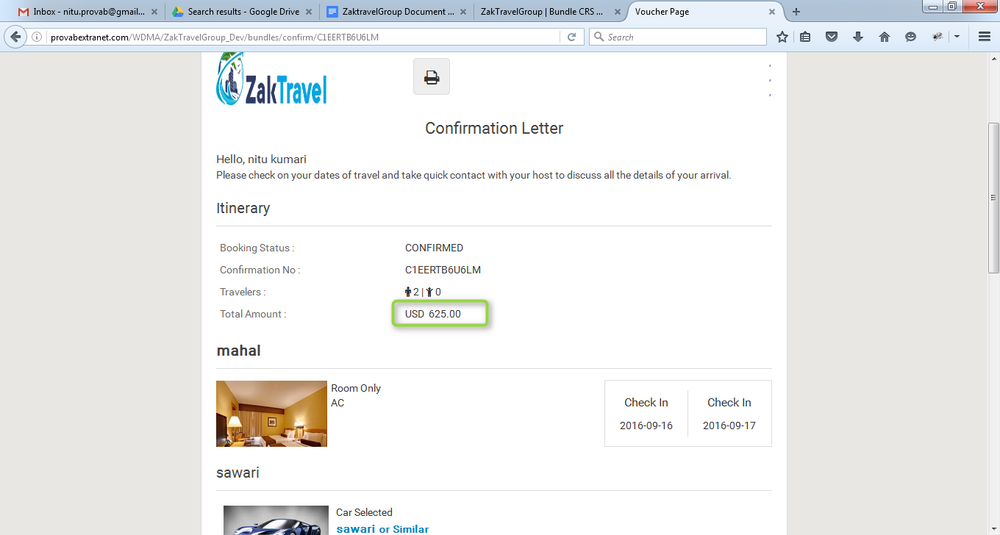 Inbox - nitu.provab@gmail...
Search results - Google Drive
ZaktravelGroup Document ...
ZakTravelGroup | Bundle CRS ...
Voucher Page
provabextranet.com/WDMA/ZakTravelGroup_Dev/bundles/confirm/C1EERTB6U6LM
Search
ZakTravel
,
,
,
Confirmation Letter
Hello, nitu kumari
Please check on your dates of travel and take quick contact with your host to discuss all the details of your arrival.
Itinerary
Booking Status : CONFIRMED
Confirmation No : C1EERTB6U6LM
Travelers : 2 | 0
Total Amount : USD 625.00
mahal
Room Only
AC
Check In Check In
2016-09-16 2016-09-17
sawari
Car Selected
sawari or Similar